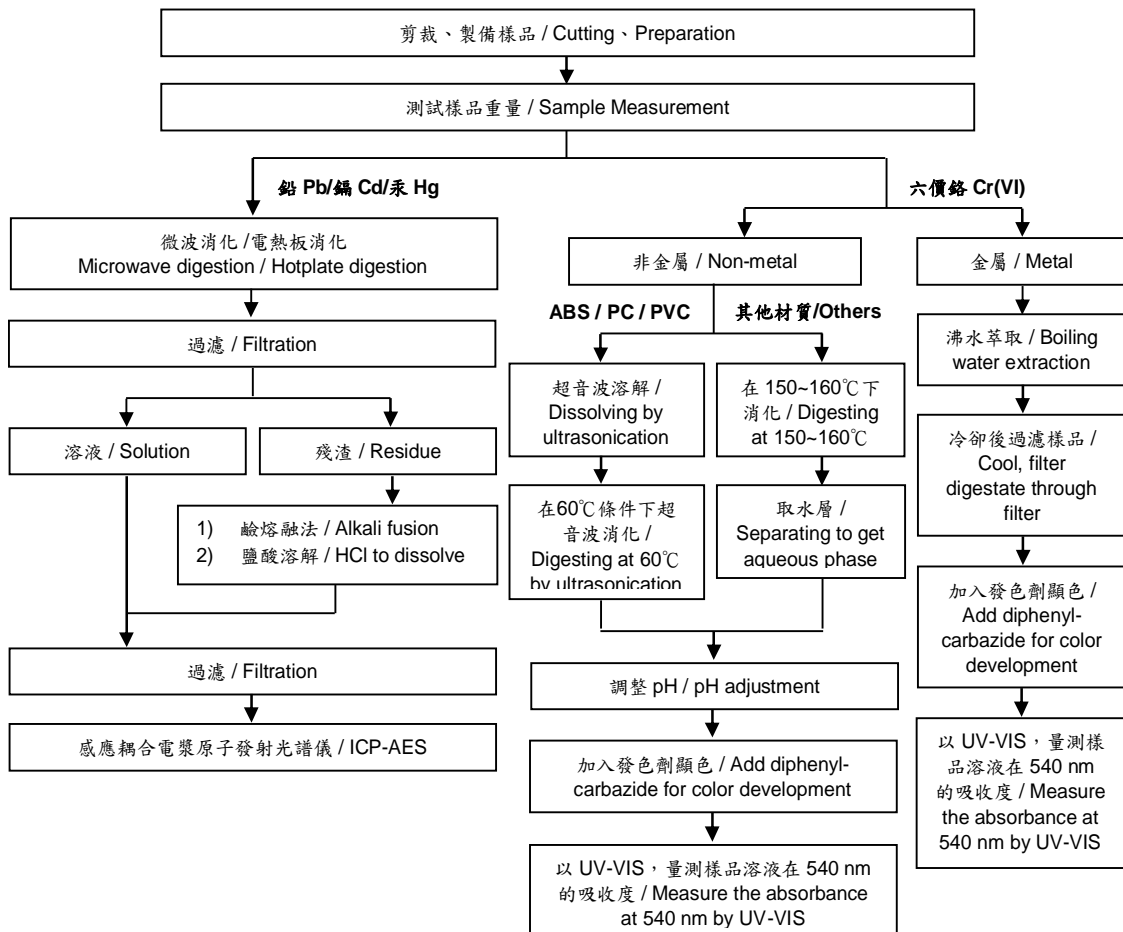 剪裁、製備樣品 / Cutting、Preparation
測試樣品重量 / Sample Measurement
鉛 Pb/鎘 Cd/汞 Hg
六價鉻 Cr(VI)
微波消化 /電熱板消化
Microwave digestion / Hotplate digestion
過濾 / Filtration
溶液 / Solution
殘渣 / Residue
1) 鹼熔融法 / Alkali fusion
2) 鹽酸溶解 / HCl to dissolve
過濾 / Filtration
感應耦合電漿原子發射光譜儀 / ICP-AES
非金屬 / Non-metal
ABS / PC / PVC
其他材質/Others
超音波溶解 /
Dissolving by
ultrasonication
在60℃條件下超
音波消化 /
Digesting at 60℃
by ultrasonication
在 150~160℃下
消化 / Digesting
at 150~160℃
取水層 /
Separating to get
aqueous phase
調整 pH / pH adjustment
加入發色劑顯色 / Add diphenyl-
carbazide for color development
以 UV-VIS，量測樣品溶液在 540 nm
的吸收度 / Measure the absorbance
at 540 nm by UV-VIS
金屬 / Metal
沸水萃取 / Boiling
water extraction
冷卻後過濾樣品 /
Cool, filter
digestate through
filter
加入發色劑顯色 /
Add diphenyl-
carbazide for color
development
以 UV-VIS，量測樣
品溶液在 540 nm
的吸收度 / Measure
the absorbance at
540 nm by UV-VIS